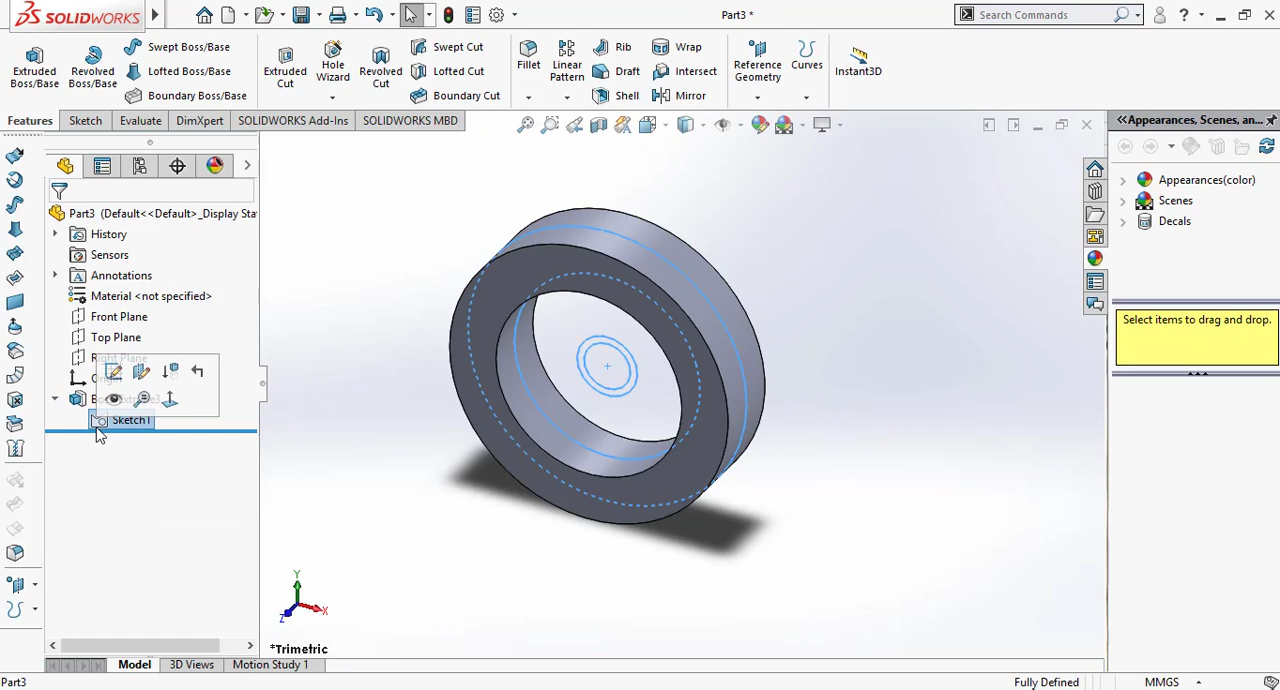 SOLIDWORKS
Part3 *
Search Commands
Extruded Boss/Base
Revolved Boss/Base
Swept Boss/Base
Lofted Boss/Base
Boundary Boss/Base
Extruded Cut
Hole Wizard
Revolved Cut
Swept Cut
Lofted Cut
Boundary Cut
Fillet
Linear Pattern
Rib
Draft
Shell
Wrap
Intersect
Mirror
Reference Geometry
Curves
Instant3D
Features
Sketch
Evaluate
DimXpert
SOLIDWORKS Add-Ins
SOLIDWORKS MBD
Part3 (Default<<Default>_Display Sta
History
Sensors
Annotations
Material <not specified>
Front Plane
Top Plane
Right Plane
Sketch1
Y
X
Z
*Trimetric
Model
3D Views
Motion Study 1
Part3
Fully Defined
MMGS
Appearances, Scenes, an...
Appearances(color)
Scenes
Decals
Select items to drag and drop.